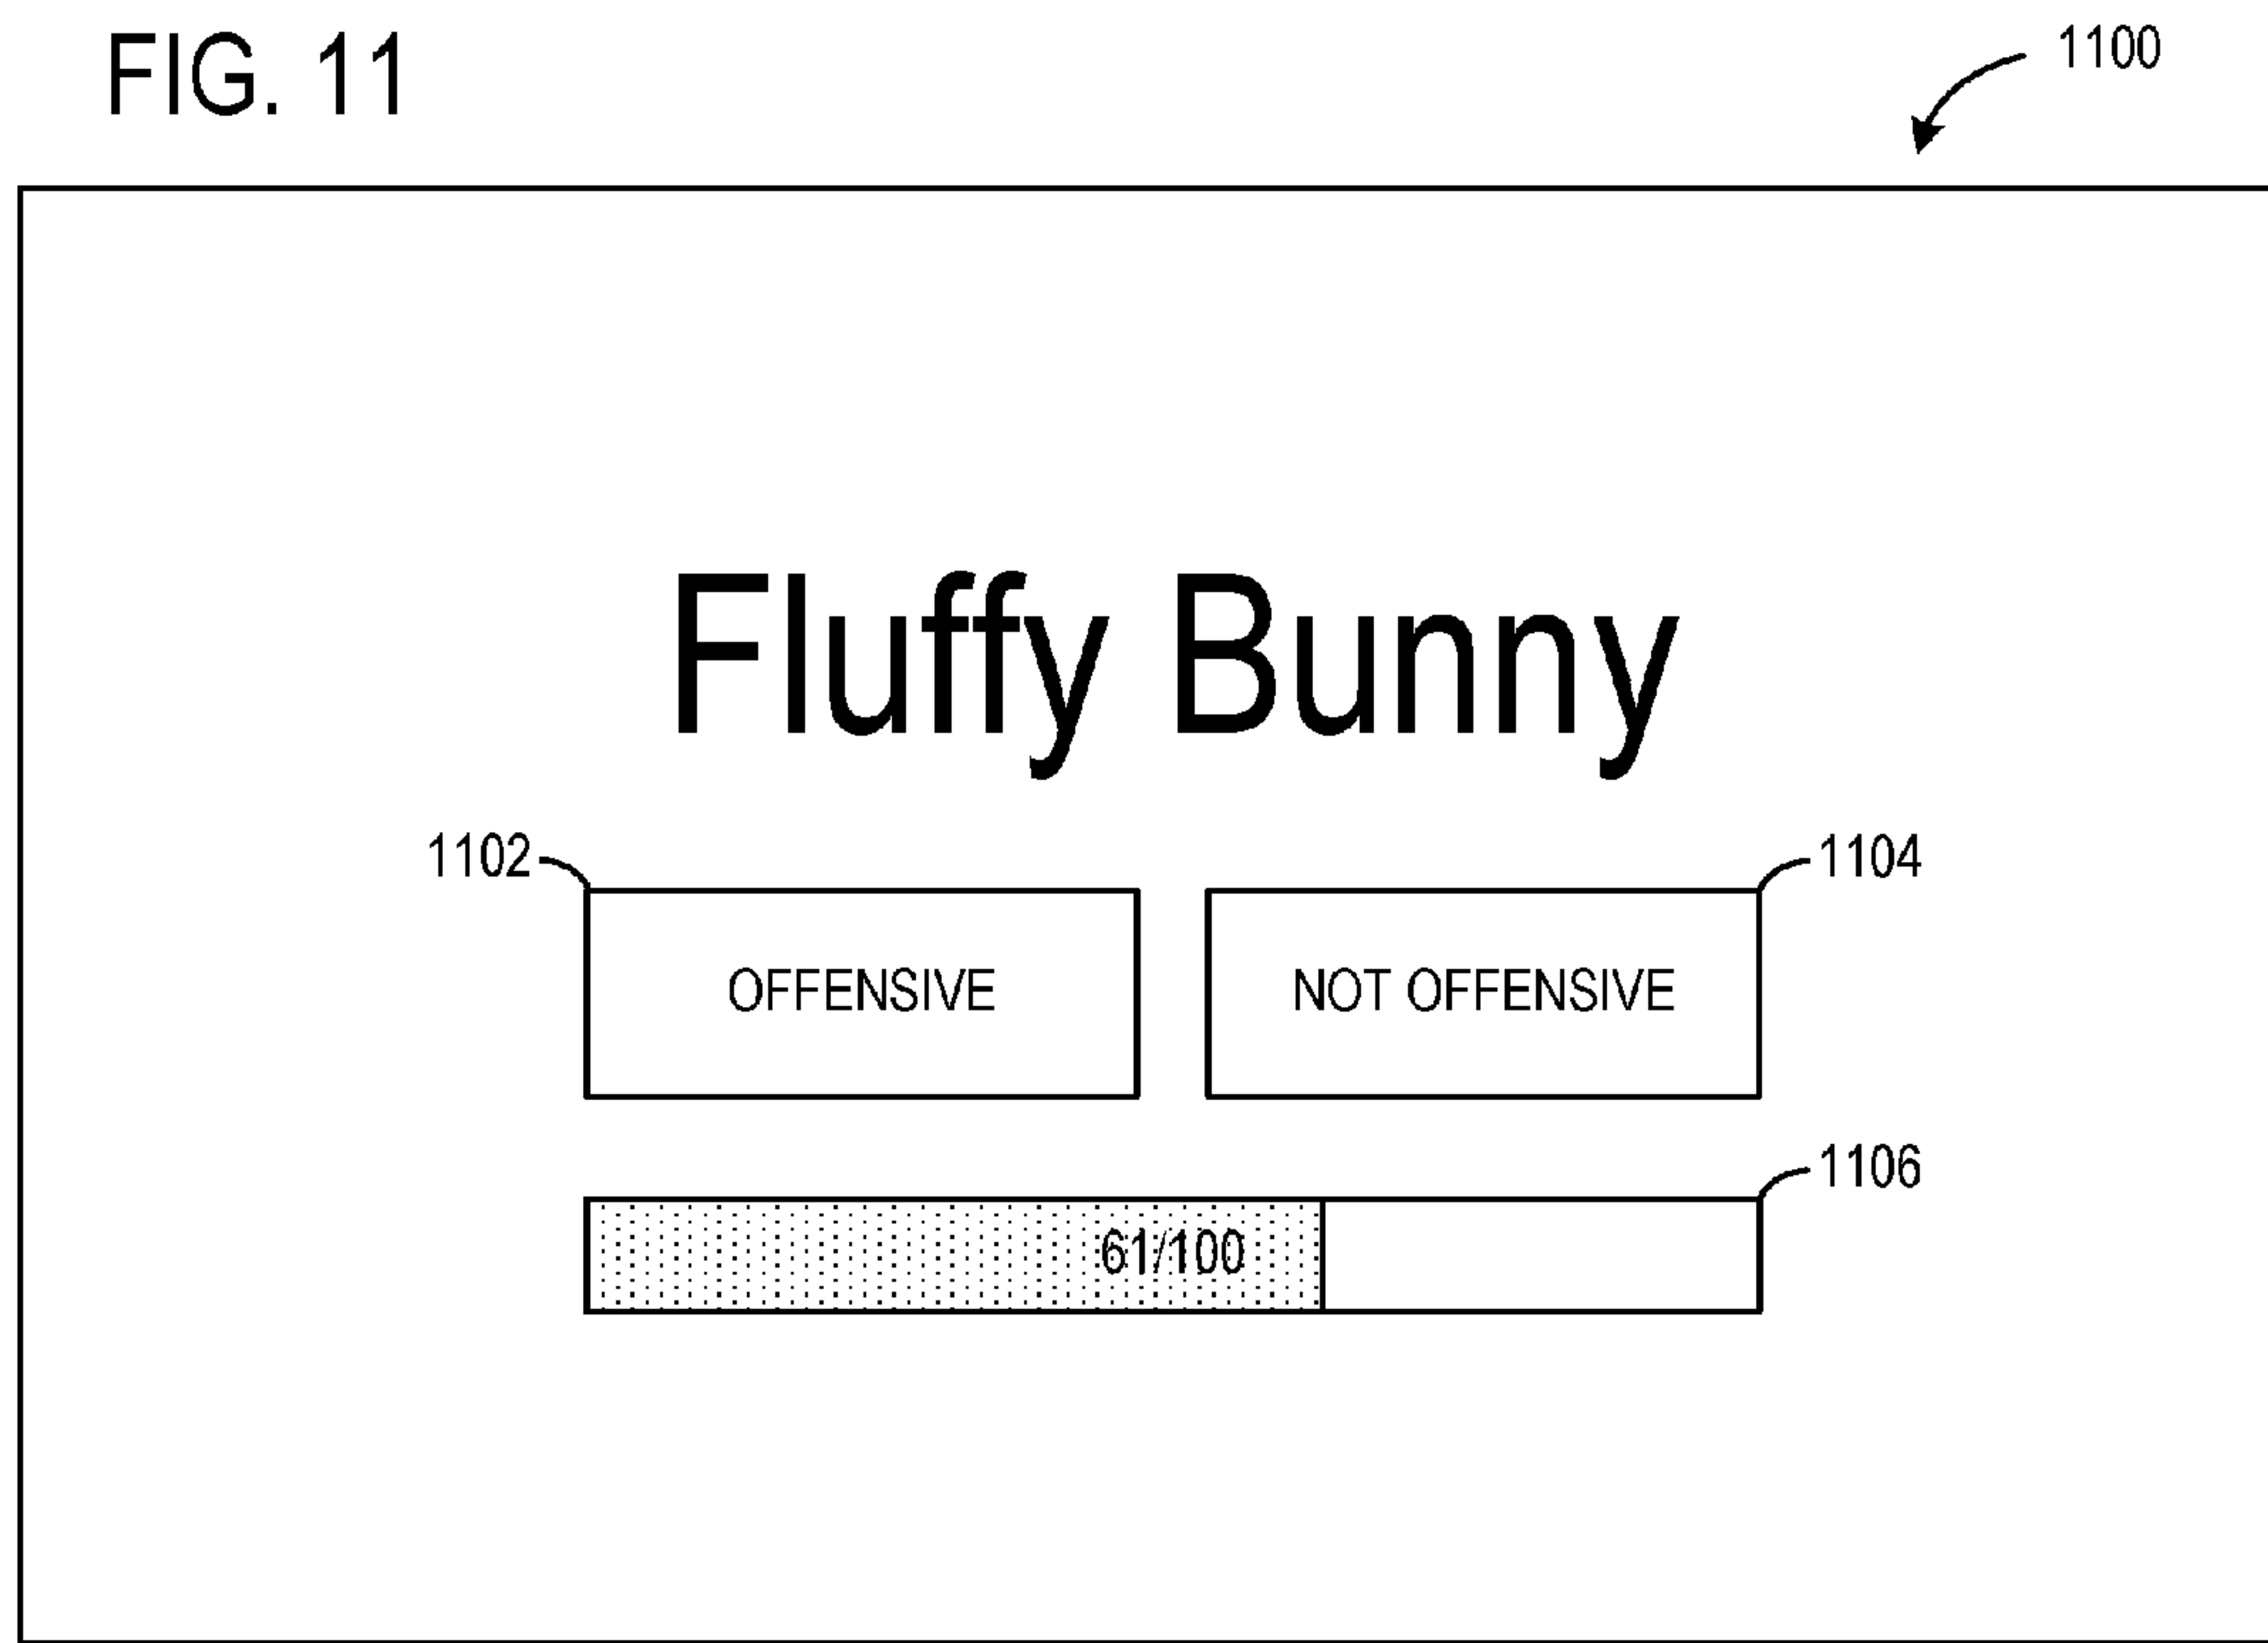 FIG. 11
1100
Fluffy Bunny
1102
1104
OFFENSIVE
NOT OFFENSIVE
1106
61/100